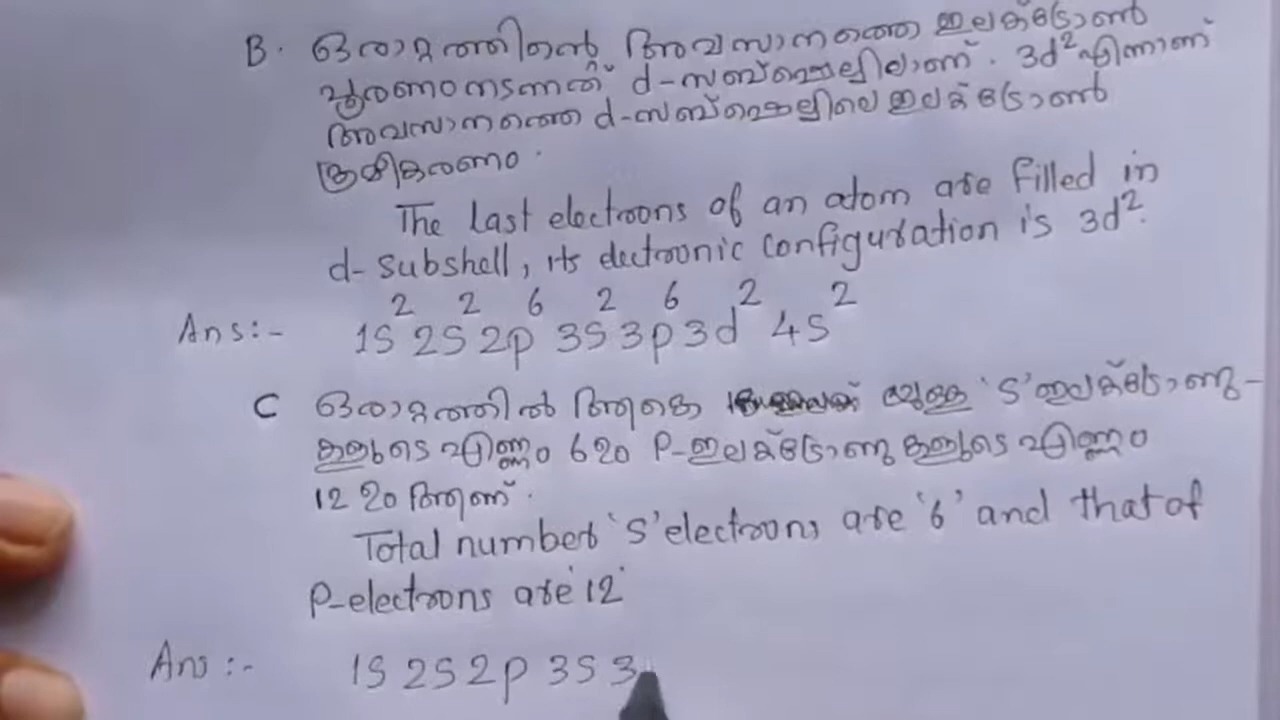 B. ഒരാറ്റത്തിന്റെ അവസാനത്തെ ഇലക്ട്രോൺ
പൂരണം നടന്നത് d-സബ്ഷെല്ലിലാണ്. 3d² എന്നാണ്
അവസാനത്തെ d-സബ്ഷെല്ലിലെ ഇലക്ട്രോൺ
ക്രമീകരണം.
The last electrons of an atom are filled in
d-subshell, its electronic configuration is 3d².
Ans:- 1s² 2s² 2p⁶ 3s² 3p⁶ 3d² 4s²
C ഒരാറ്റത്തിൽ ആകെ യുള്ള 's' ഇലക്ട്രോണു-
കളുടെ എണ്ണം 6 ഉം P-ഇലക്ട്രോണുകളുടെ എണ്ണം
12 ഉം ആണ്.
Total number 's' electrons are '6' and that of
P-electrons are '12'
Ans:- 1s 2s 2p 3s 3